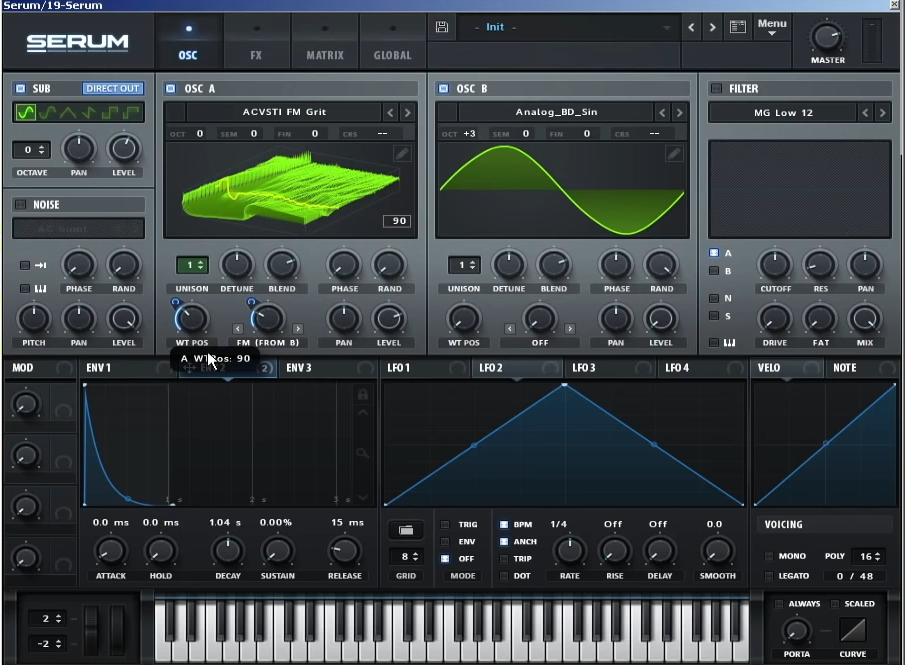 Serum/19-Serum
SERUM
OSC FX MATRIX GLOBAL
- Init -
Menu
MASTER
SUB DIRECT OUT
0
OCTAVE PAN LEVEL
NOISE
PHASE RAND
PITCH PAN LEVEL
OSC A
ACVSTI FM Grit
OCT 0 SEM 0 FIN 0 CRS --
90
1
UNISON DETUNE BLEND PHASE RAND
WT POS FM (FROM B) PAN LEVEL
OSC B
Analog_BD_Sin
OCT +3 SEM 0 FIN 0 CRS --
1
UNISON DETUNE BLEND PHASE RAND
WT POS OFF PAN LEVEL
FILTER
MG Low 12
A
B
N
S
CUTOFF RES PAN
DRIVE FAT MIX
A WT Pos: 90
MOD ENV 1 2 ENV 3 LFO 1 LFO 2 LFO 3 LFO 4 VELO NOTE
1 s 2 s 3 s
0.0 ms 0.0 ms 1.04 s 0.00% 15 ms
ATTACK HOLD DECAY SUSTAIN RELEASE
8
GRID
TRIG
ENV
OFF
MODE
BPM
ANCH
TRIP
DOT
1/4 Off Off 0.0
RATE RISE DELAY SMOOTH
VOICING
MONO POLY 16
LEGATO 0 / 48
2
-2
ALWAYS SCALED
PORTA CURVE